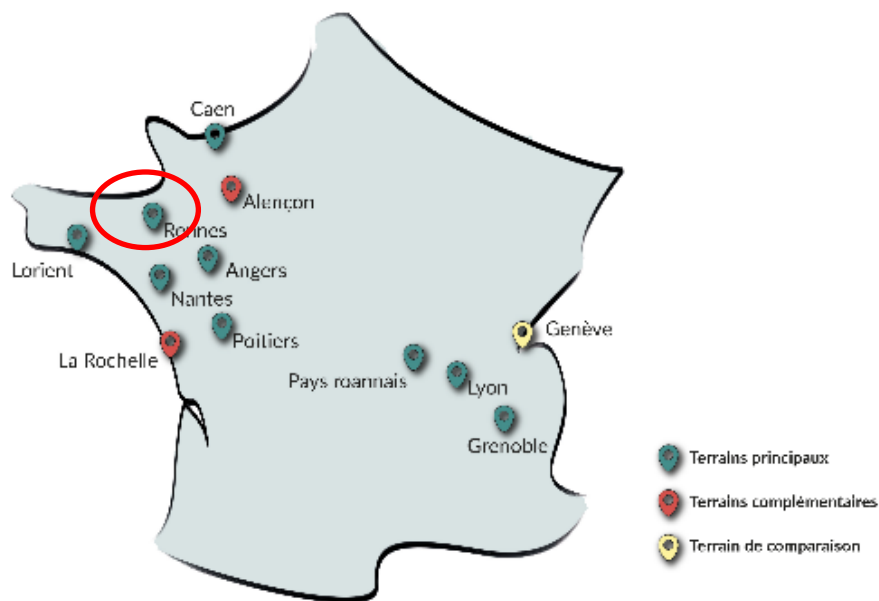 Caen
Alençon
Rennes
Lorient
Angers
Nantes
Genève
Poitiers
La Rochelle
Pays roannais
Lyon
Grenoble
Terrains principaux
Terrains complémentaires
Terrain de comparaison